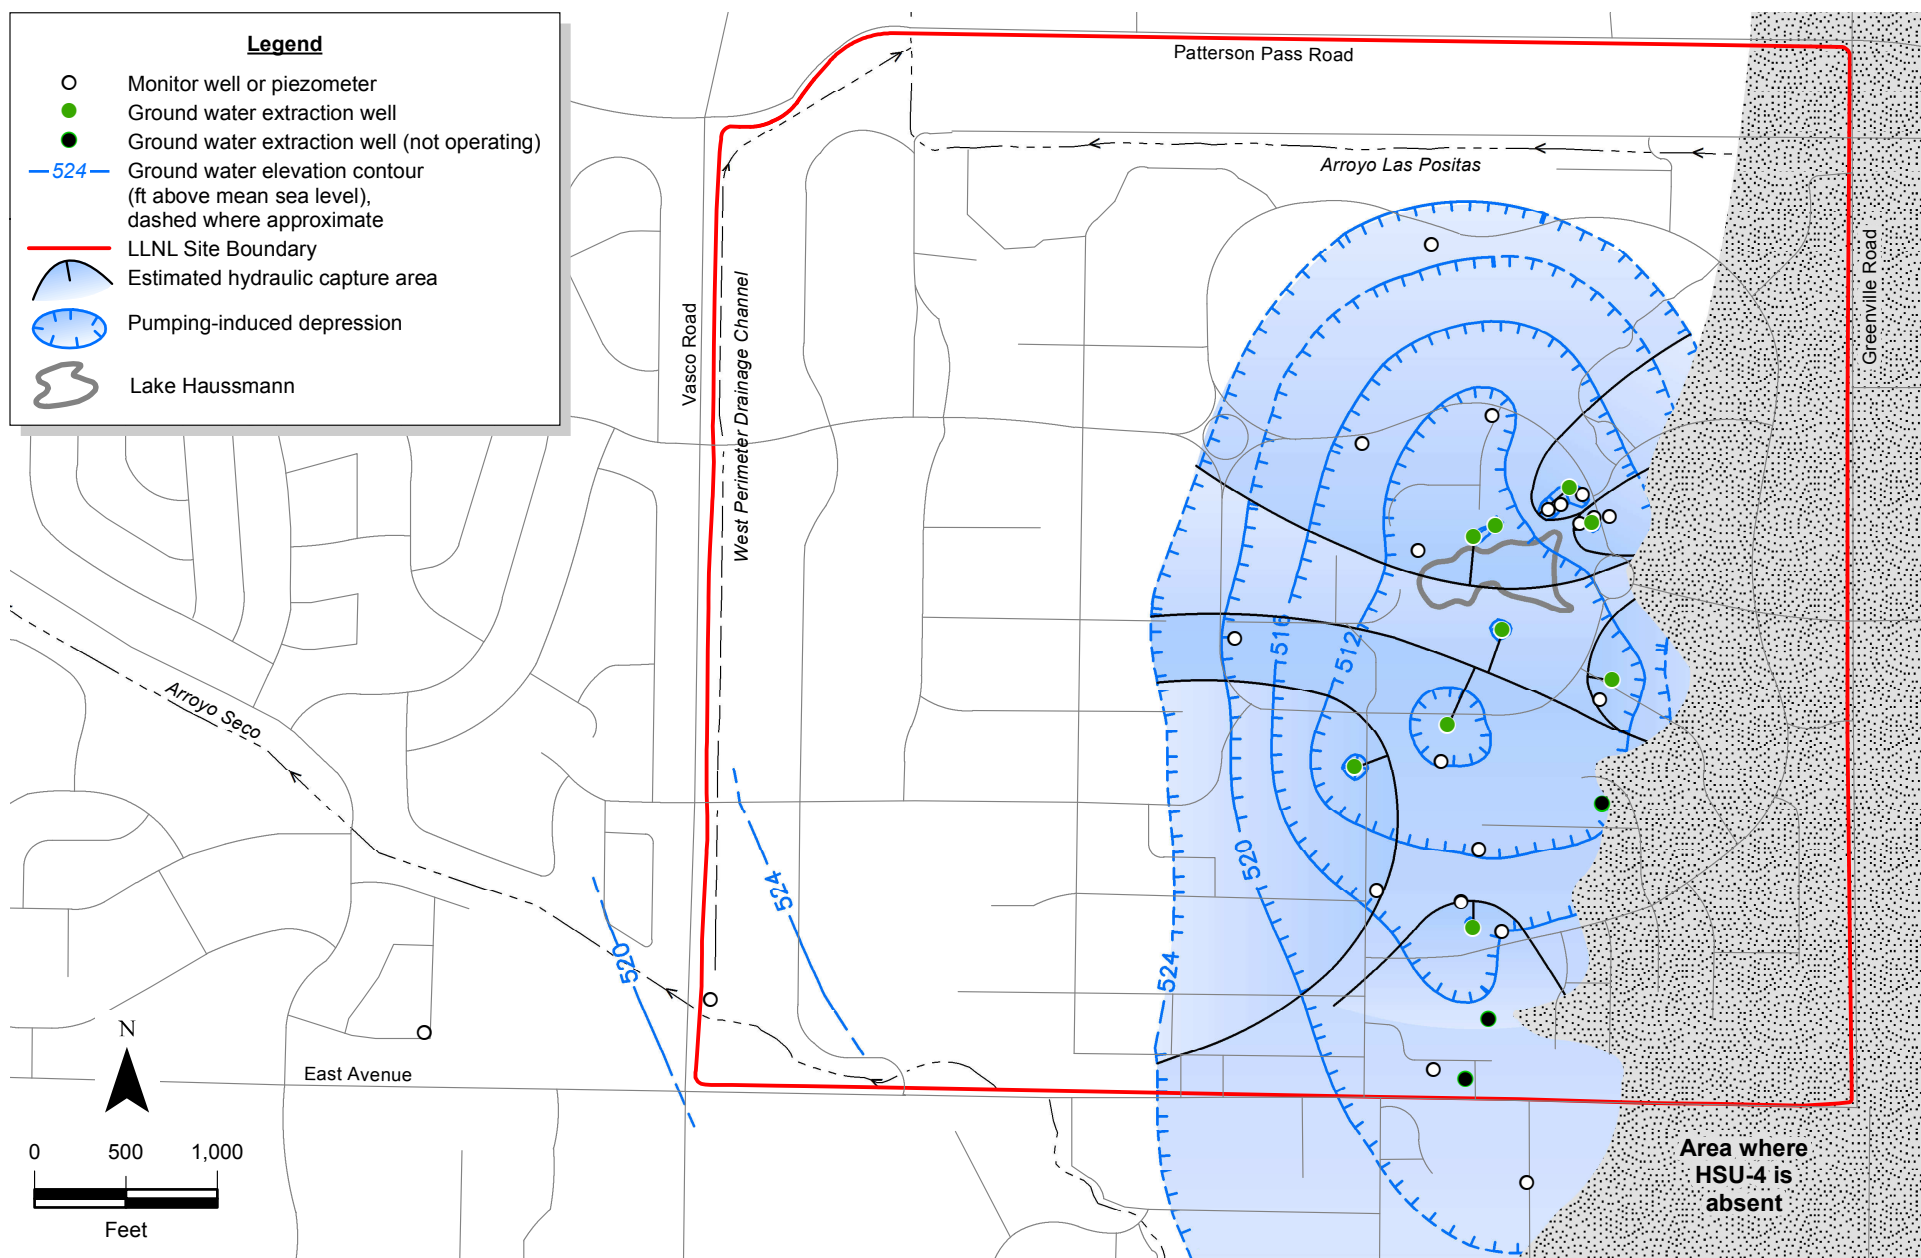 Legend
Monitor well or piezometer
Ground water extraction well
Ground water extraction well (not operating)
524
Ground water elevation contour
(ft above mean sea level),
dashed where approximate
LLNL Site Boundary
Estimated hydraulic capture area
Pumping-induced depression
Lake Haussmann
Patterson Pass Road
Arroyo Las Positas
Greenville Road
Vasco Road
West Perimeter Drainage Channel
516
512
Arroyo Seco
520
524
524
520
N
East Avenue
0 500 1,000
Feet
Area where
HSU-4 is
absent